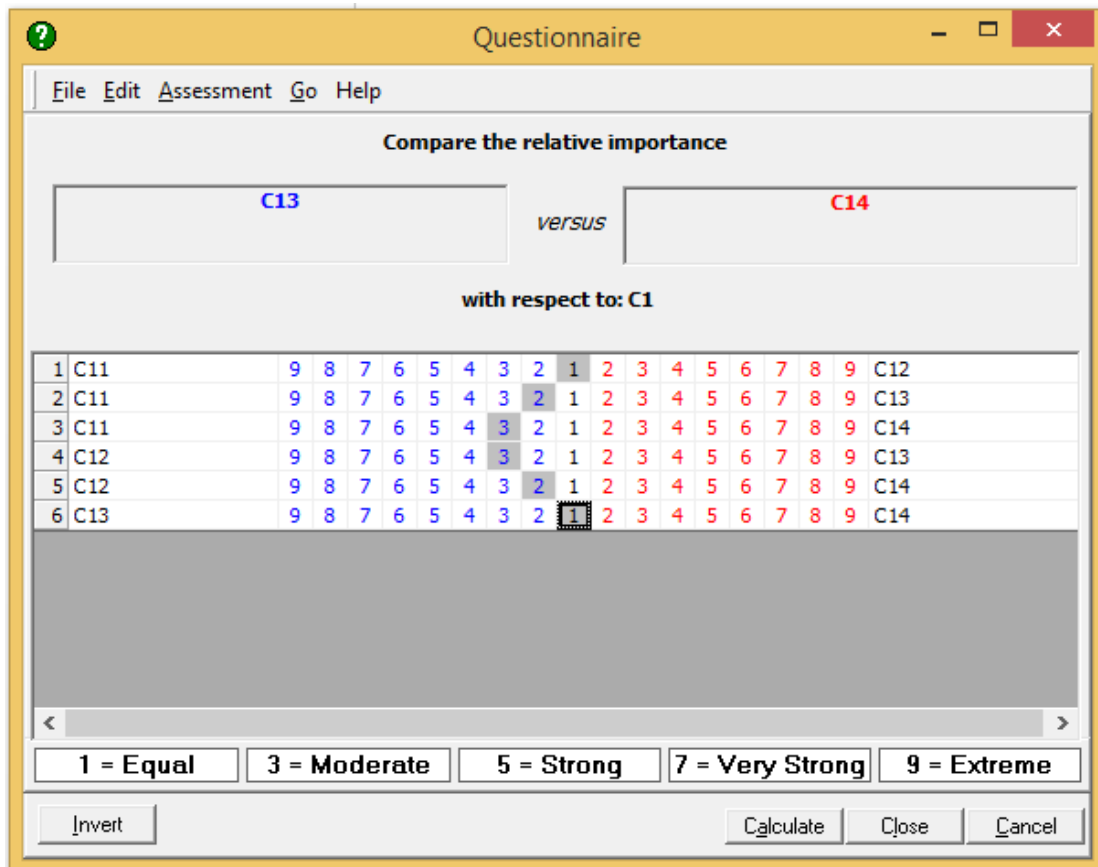 ?
Questionnaire
File Edit Assessment Go Help
Compare the relative importance
C13 versus C14
with respect to: C1
1 C11 9 8 7 6 5 4 3 2 1 2 3 4 5 6 7 8 9 C12
2 C11 9 8 7 6 5 4 3 2 1 2 3 4 5 6 7 8 9 C13
3 C11 9 8 7 6 5 4 3 2 1 2 3 4 5 6 7 8 9 C14
4 C12 9 8 7 6 5 4 3 2 1 2 3 4 5 6 7 8 9 C13
5 C12 9 8 7 6 5 4 3 2 1 2 3 4 5 6 7 8 9 C14
6 C13 9 8 7 6 5 4 3 2 1 2 3 4 5 6 7 8 9 C14
1 = Equal 3 = Moderate 5 = Strong 7 = Very Strong 9 = Extreme
Invert Calculate Close Cancel